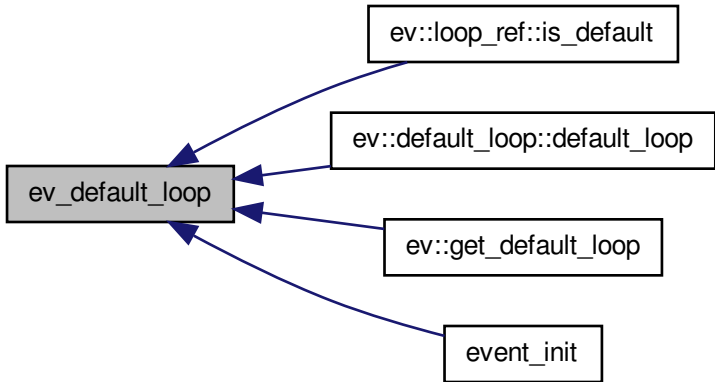 ev::loop_ref::is_default
ev::default_loop::default_loop
ev_default_loop
ev::get_default_loop
event_init